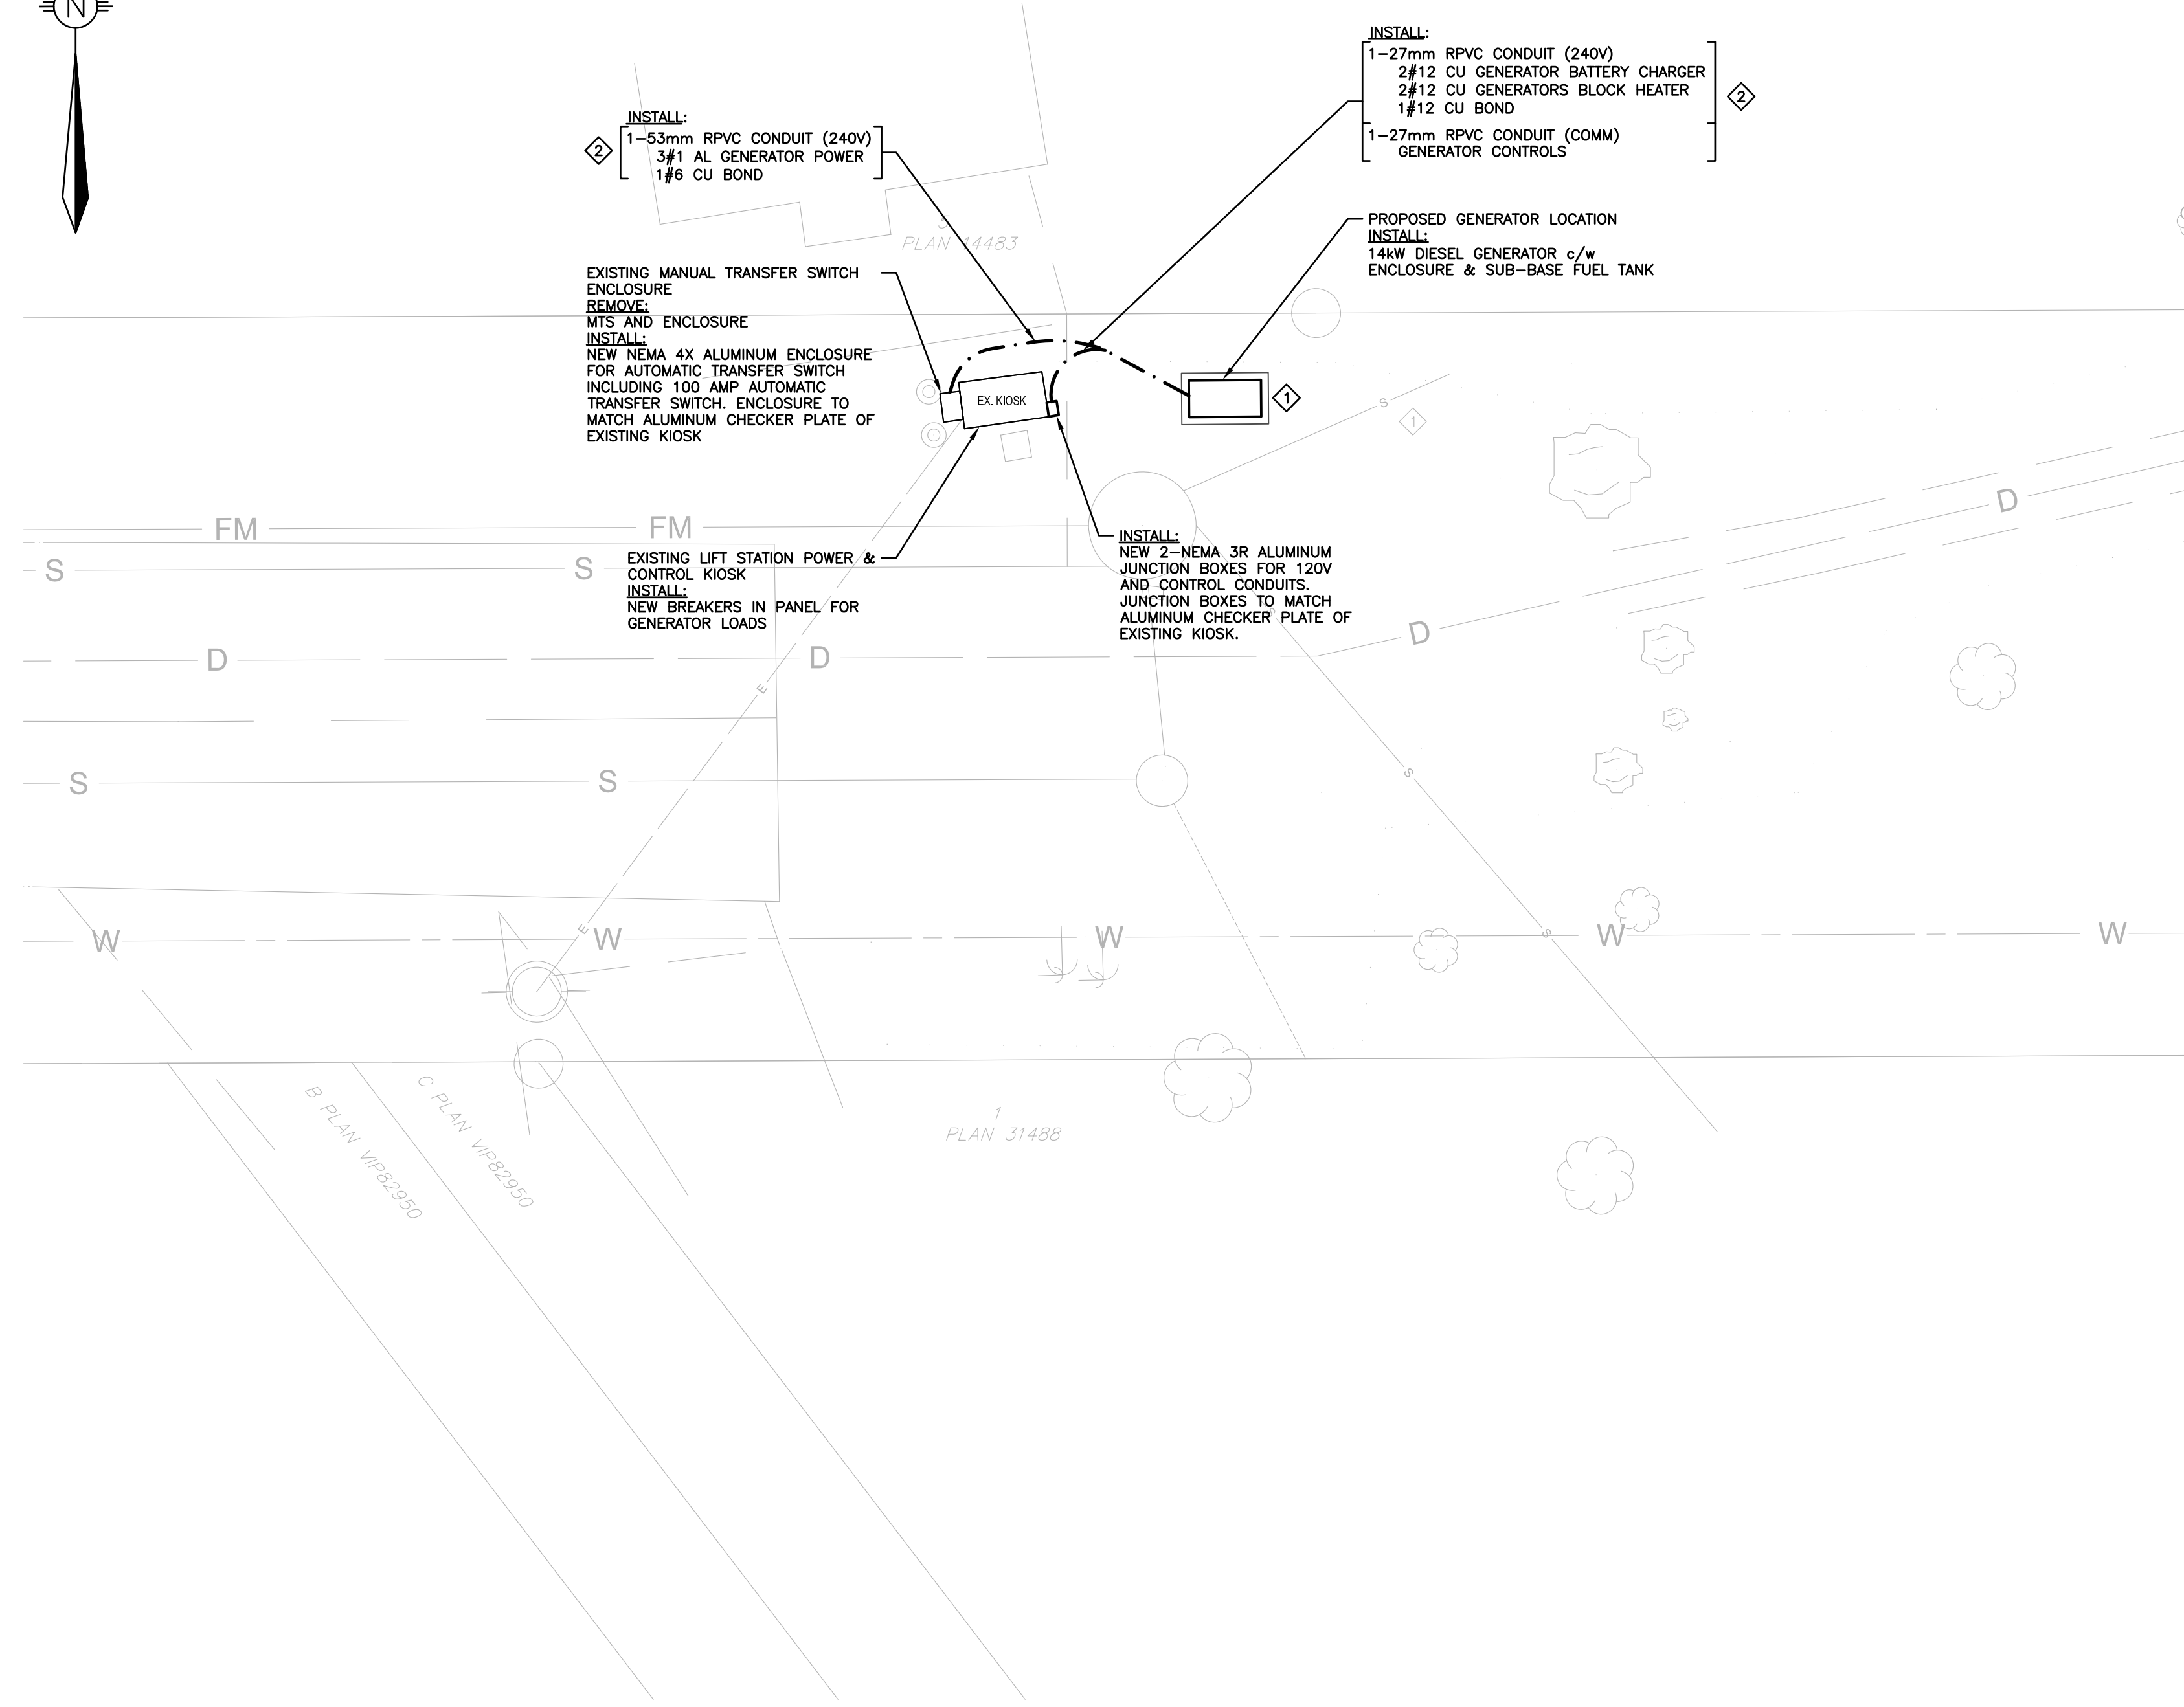 N
INSTALL:
1-27mm RPVC CONDUIT (240V)
2#12 CU GENERATOR BATTERY CHARGER
2#12 CU GENERATORS BLOCK HEATER
1#12 CU BOND
1-27mm RPVC CONDUIT (COMM)
GENERATOR CONTROLS
2
INSTALL:
1-53mm RPVC CONDUIT (240V)
3#1 AL GENERATOR POWER
1#6 CU BOND
2
5
PLAN 14483
PROPOSED GENERATOR LOCATION
INSTALL:
14kW DIESEL GENERATOR c/w
ENCLOSURE & SUB-BASE FUEL TANK
EXISTING MANUAL TRANSFER SWITCH
ENCLOSURE
REMOVE:
MTS AND ENCLOSURE
INSTALL:
NEW NEMA 4X ALUMINUM ENCLOSURE
FOR AUTOMATIC TRANSFER SWITCH
INCLUDING 100 AMP AUTOMATIC
TRANSFER SWITCH. ENCLOSURE TO
MATCH ALUMINUM CHECKER PLATE OF
EXISTING KIOSK
EX. KIOSK
1
S
1
FM
FM
D
S
S
EXISTING LIFT STATION POWER &
CONTROL KIOSK
INSTALL:
NEW BREAKERS IN PANEL FOR
GENERATOR LOADS
INSTALL:
NEW 2-NEMA 3R ALUMINUM
JUNCTION BOXES FOR 120V
AND CONTROL CONDUITS.
JUNCTION BOXES TO MATCH
ALUMINUM CHECKER PLATE OF
EXISTING KIOSK.
S
D
D
D
E
S
S
S
E
W
W
W
S
W
W
B PLAN VIP82950
C PLAN VIP82950
1
PLAN 31488